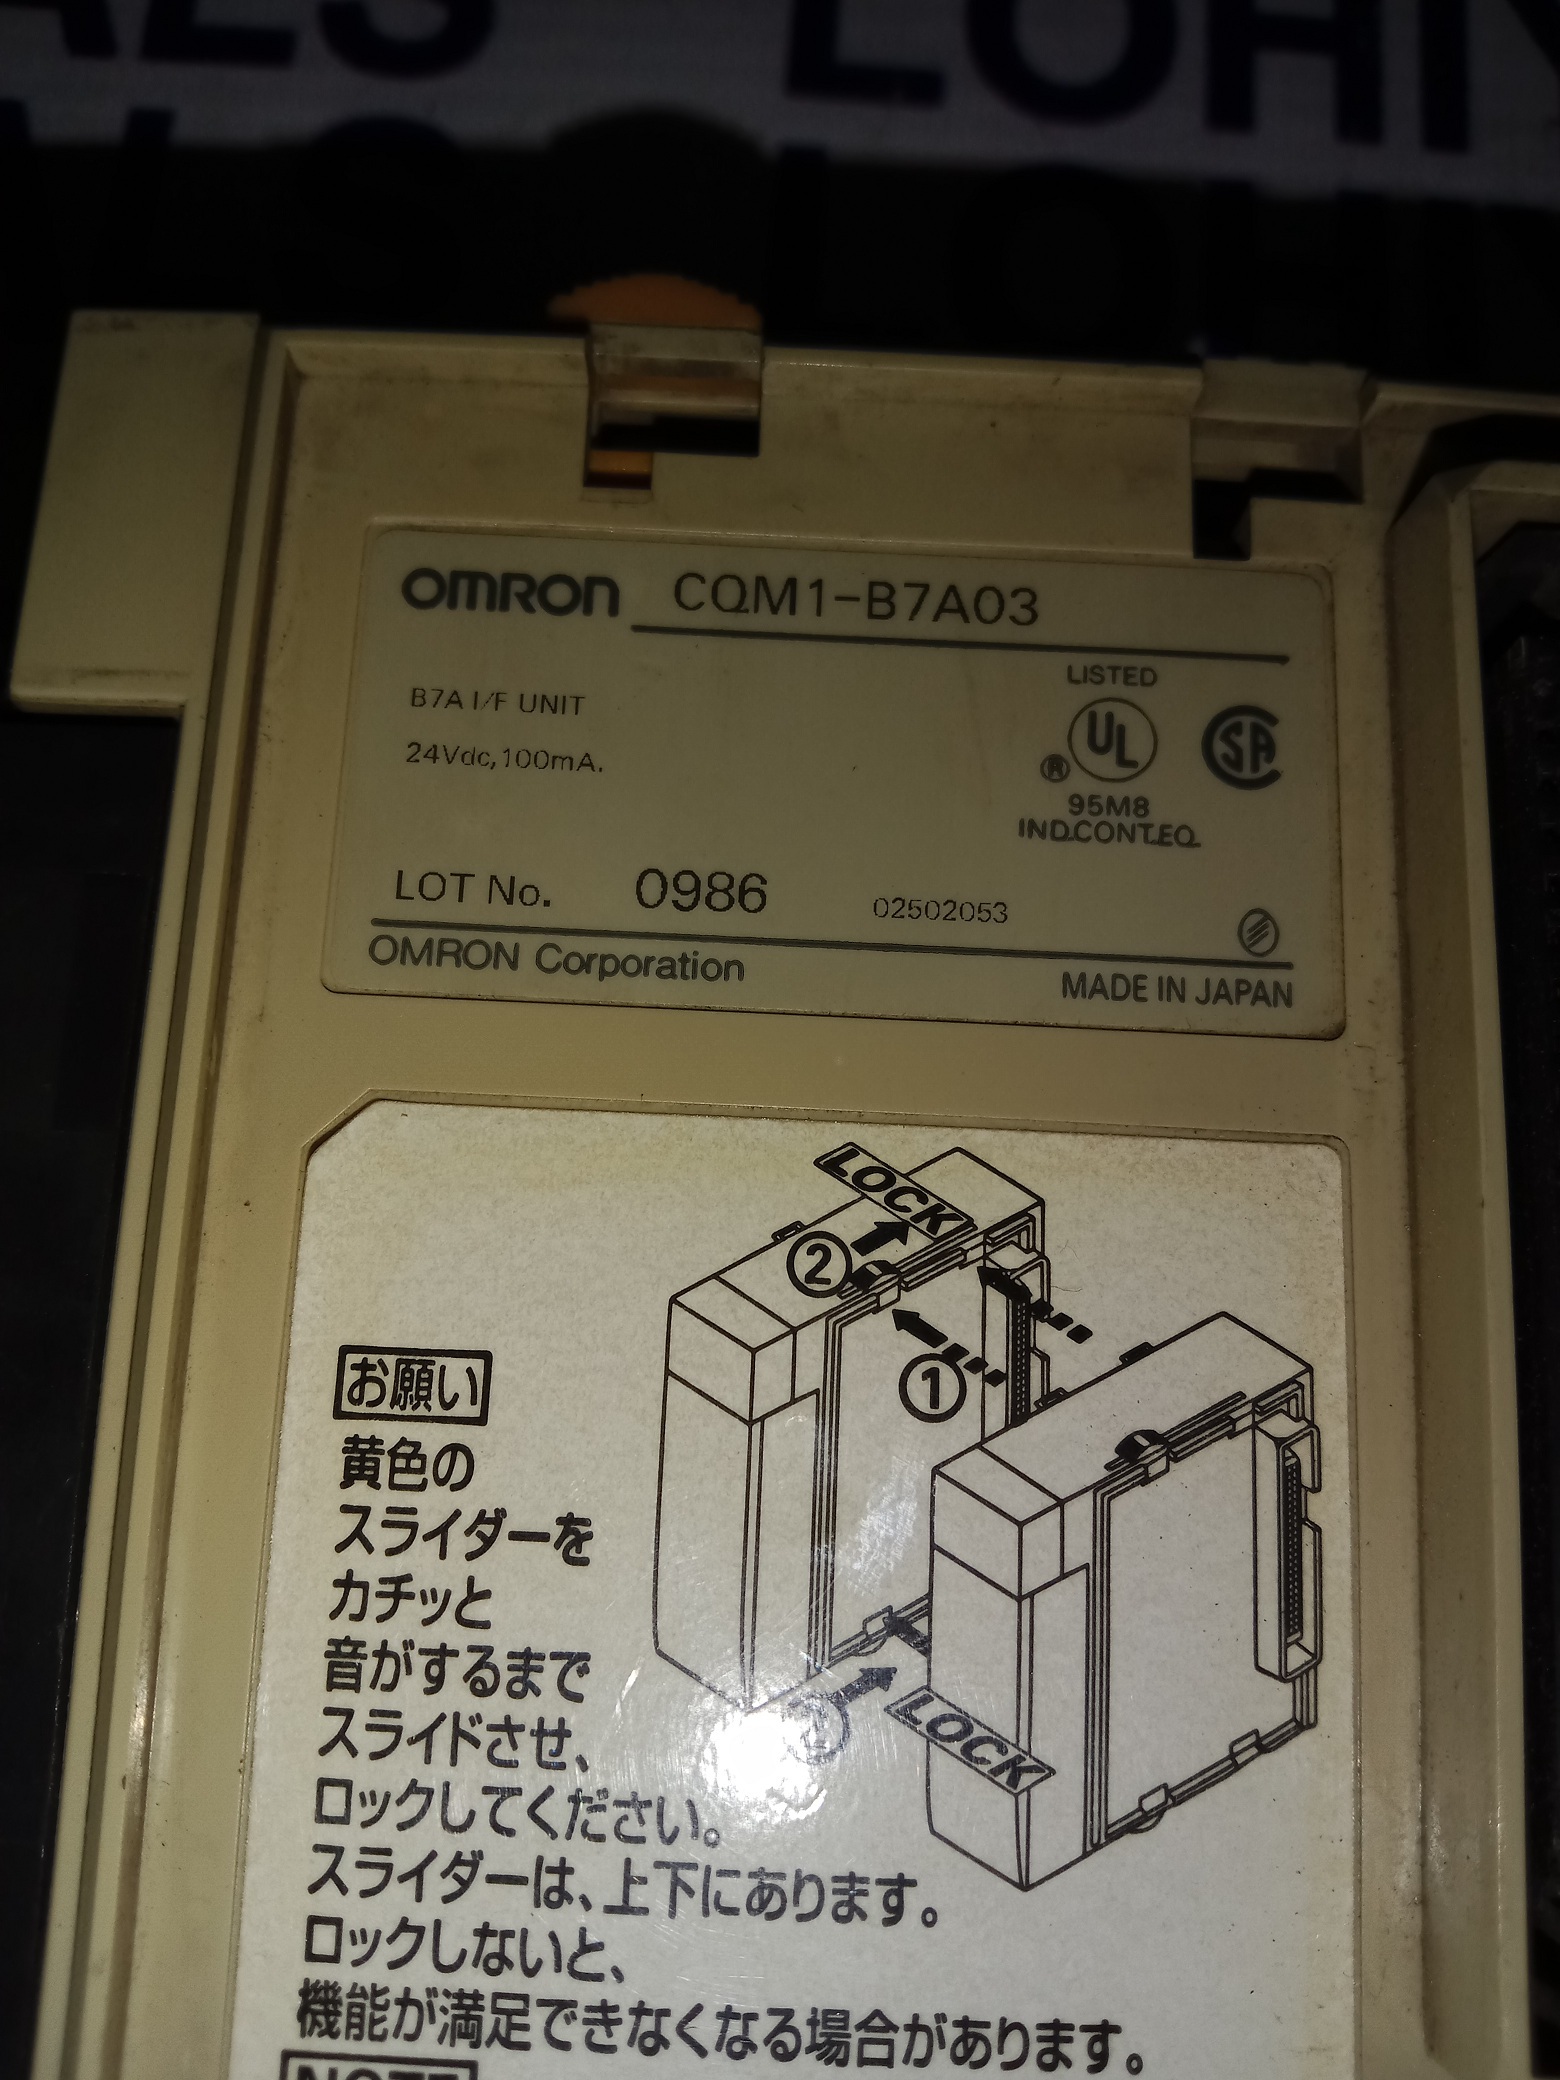 ALS LOHI
OMRON CQM1-B7A03
B7A I/F UNIT
24Vdc,100mA.
LISTED
UL
®
SA
95M8
IND.CONT.EQ.
LOT No. 0986 02502053
OMRON Corporation
MADE IN JAPAN
LOCK
②
①
お願い
黄色の
スライダーを
カチッと
音がするまで
スライドさせ、
ロックしてください。
スライダーは、上下にあります。
ロックしないと、
機能が満足できなくなる場合があります。
②
LOCK
NOTE